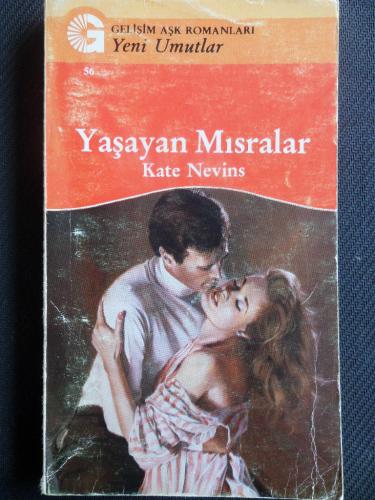 G
GELİŞİM AŞK ROMANLARI
Yeni Umutlar
56
Yaşayan Mısralar
Kate Nevins